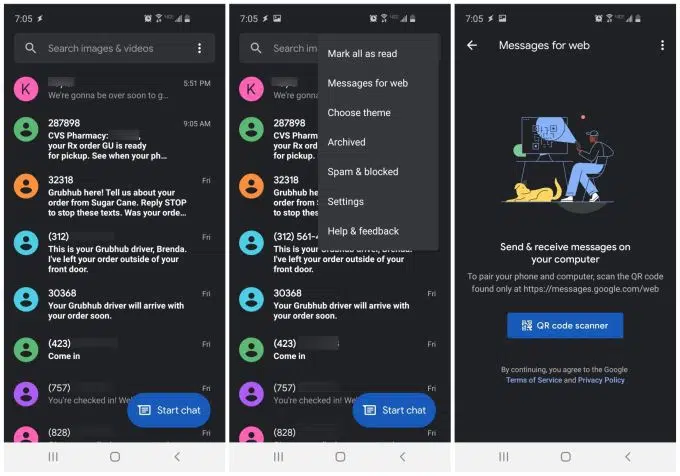 7:05
Search images & videos
K
5:51 PM
We're gonna be over soon to g...
287898
9:05 AM
CVS Pharmacy:
your Rx order GU is ready
for pickup. See when your ph...
32318
Fri
Grubhub here! Tell us about your
order from Sugar Cane. Reply STOP
to stop these texts. Was your orde...
(312)
Fri
This is your Grubhub driver, Brenda.
I've left your order outside of your
front door.
30368
Fri
Your Grubhub driver will arrive with
your order soon.
(423)
Fri
Come in
(757)
Fri
You're checked in!
Start chat
(828)
Fri
7:05
Search im
K
We're gonna
287898
CVS Pharmacy
your Rx order
for pickup. Se
32318
Grubhub here
order from Su
to stop these
(312) 561-4
This is your
I've left your order outside of your
front door.
30368
Fri
Your Grubhub driver will arrive with
your order soon.
(423)
Fri
Come in
(757)
Fri
You're checked in! Wel
Start chat
(828)
Fri
Mark all as read
Messages for web
Choose theme
Archived
Spam & blocked
Settings
Help & feedback
7:05
Messages for web
Send & receive messages on
your computer
To pair your phone and computer, scan the QR code
found only at https://messages.google.com/web
QR code scanner
By continuing, you agree to the Google
Terms of Service and Privacy Policy